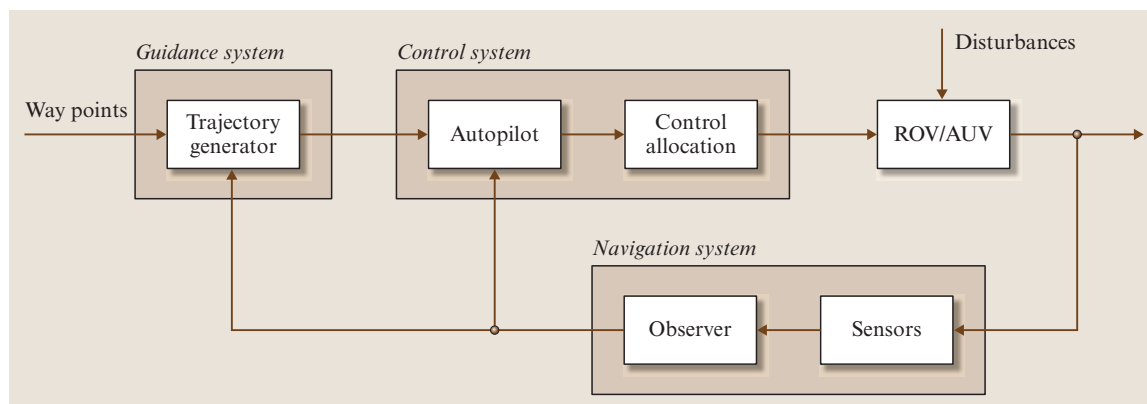 Guidance system
Control system
Disturbances
Way points
Trajectory
generator
Autopilot
Control
allocation
ROV/AUV
Navigation system
Observer
Sensors